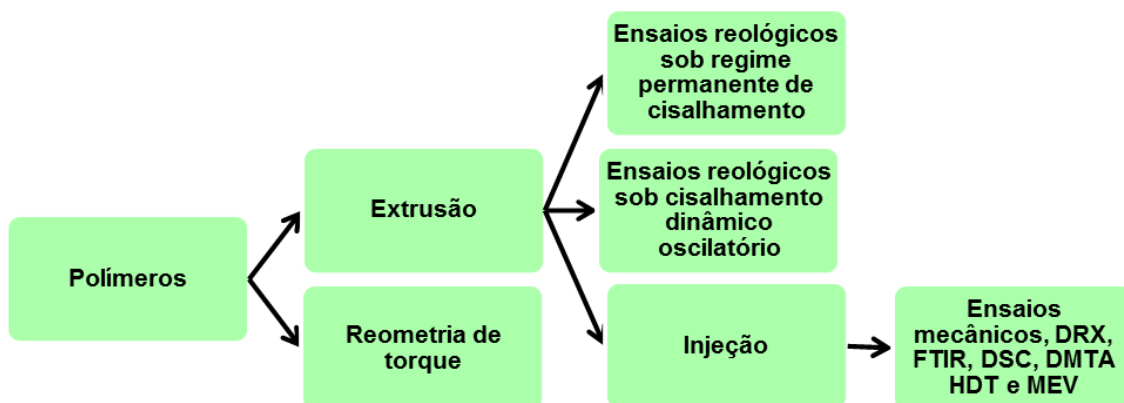 Polímeros
Extrusão
Reometria de
torque
Ensaios reológicos
sob regime
permanente de
cisalhamento
Ensaios reológicos
sob cisalhamento
dinâmico
oscilatório
Injeção
Ensaios
mecânicos, DRX,
FTIR, DSC, DMTA
HDT e MEV